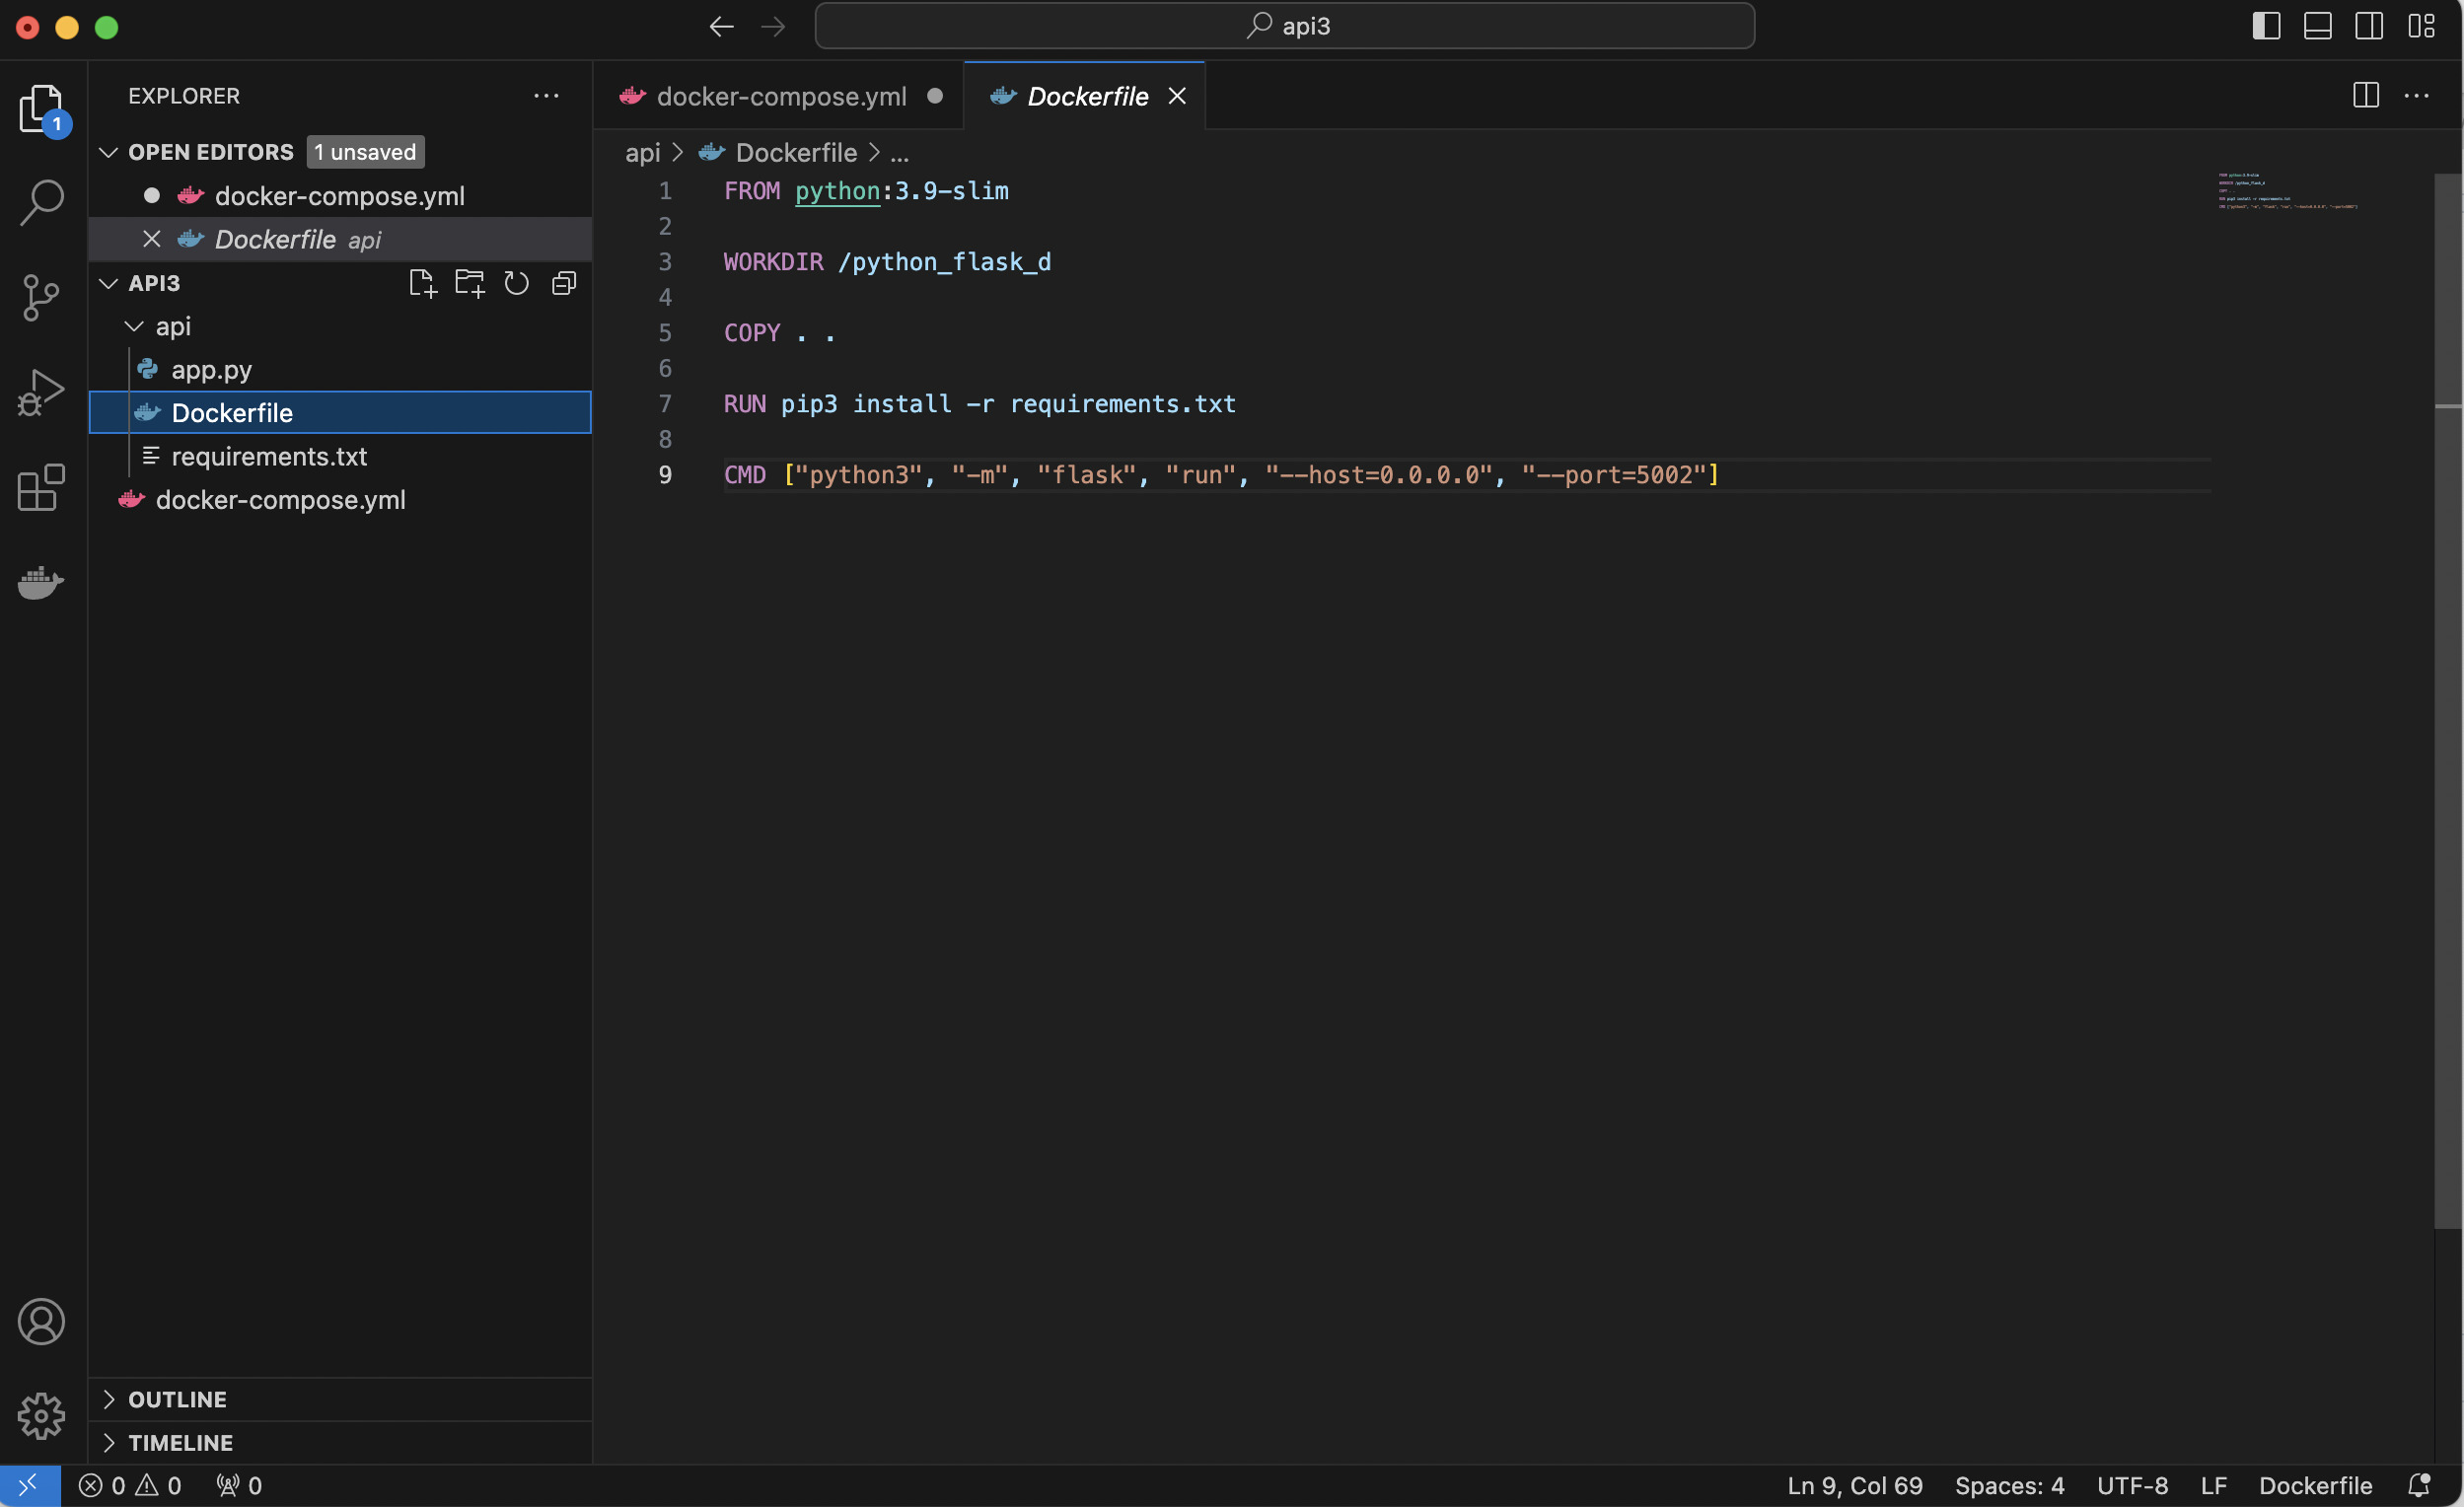 api3
EXPLORER
OPEN EDITORS 1 unsaved
docker-compose.yml
Dockerfile api
API3
api
app.py
Dockerfile
requirements.txt
docker-compose.yml
OUTLINE
TIMELINE
1
docker-compose.yml
Dockerfile
api > Dockerfile > ...
1 FROM python:3.9-slim
2
3 WORKDIR /python_flask_d
4
5 COPY . .
6
7 RUN pip3 install -r requirements.txt
8
9 CMD ["python3", "-m", "flask", "run", "--host=0.0.0.0", "--port=5002"]
0 0 0
Ln 9, Col 69 Spaces: 4 UTF-8 LF Dockerfile